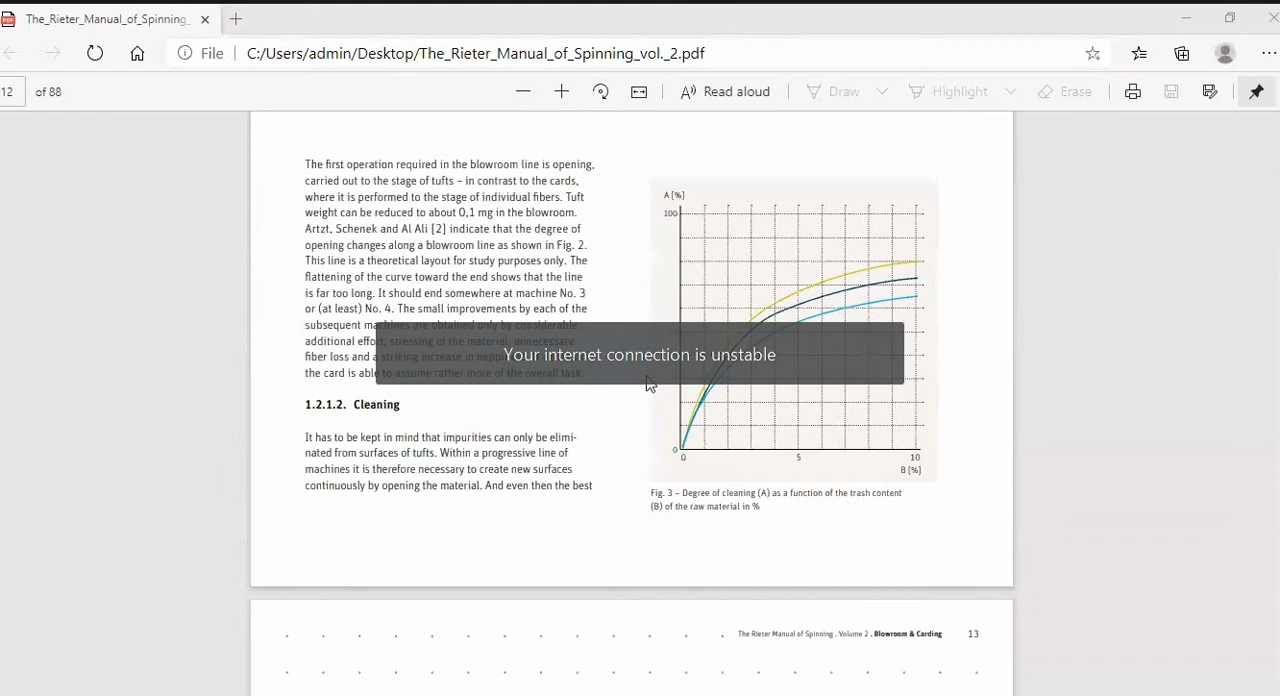 The_Rieter_Manual_of_Spinning_
File
C:/Users/admin/Desktop/The_Rieter_Manual_of_Spinning_vol._2.pdf
12 of 88
Read aloud
Draw
Highlight
Erase
The first operation required in the blowroom line is opening,
carried out to the stage of tufts – in contrast to the cards,
where it is performed to the stage of individual fibers. Tuft
weight can be reduced to about 0,1 mg in the blowroom.
Artzt, Schenek and Al Ali [2] indicate that the degree of
opening changes along a blowroom line as shown in Fig. 2.
This line is a theoretical layout for study purposes only. The
flattening of the curve toward the end shows that the line
is far too long. It should end somewhere at machine No. 3
or (at least) No. 4. The small improvements by each of the
subsequent machines are obtained only by considerable
additional effort, stressing of the material, unnecessary
fiber loss and a striking increase in
the card is able to assume rather more of the overall task.
Your internet connection is unstable
1.2.1.2. Cleaning
It has to be kept in mind that impurities can only be elimi-
nated from surfaces of tufts. Within a progressive line of
machines it is therefore necessary to create new surfaces
continuously by opening the material. And even then the best
A [%]
100
0
0
5
10
B [%]
Fig. 3 – Degree of cleaning (A) as a function of the trash content
(B) of the raw material in %
The Rieter Manual of Spinning . Volume 2 . Blowroom & Carding
13